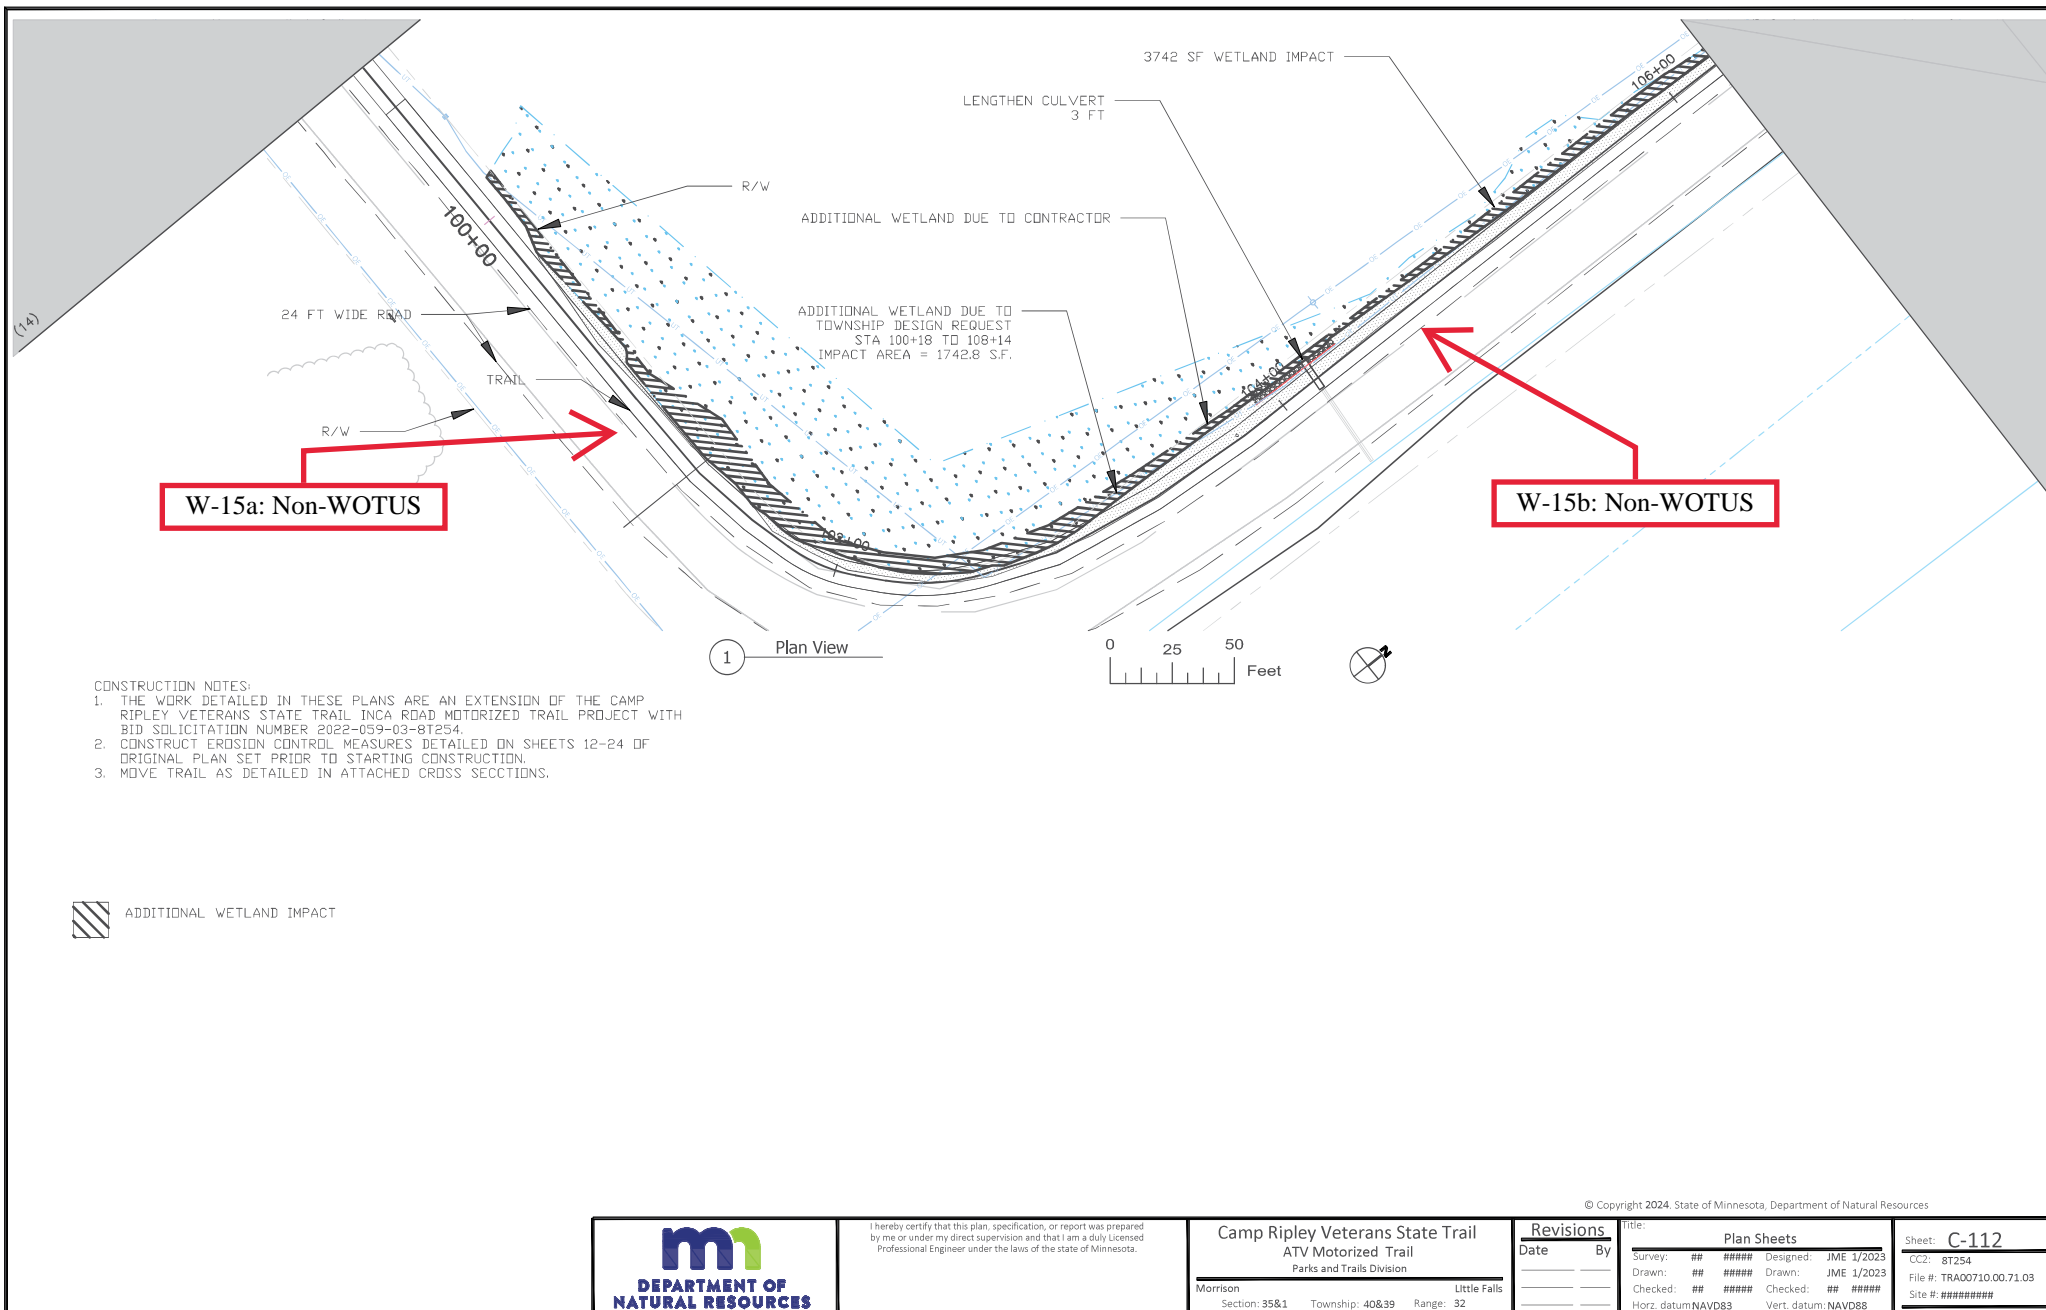 3742 SF WETLAND IMPACT
LENGTHEN CULVERT
3 FT
106+00
R/W
ADDITIONAL WETLAND DUE TO CONTRACTOR
100+00
24 FT WIDE ROAD
ADDITIONAL WETLAND DUE TO
TOWNSHIP DESIGN REQUEST
STA 100+18 TO 108+14
IMPACT AREA = 1742.8 S.F.
(14)
TRAIL
104+00
R/W
W-15a: Non-WOTUS
W-15b: Non-WOTUS
102+00
1 Plan View
0 25 50
Feet
N
CONSTRUCTION NOTES:
1. THE WORK DETAILED IN THESE PLANS ARE AN EXTENSION OF THE CAMP
RIPLEY VETERANS STATE TRAIL INCA ROAD MOTORIZED TRAIL PROJECT WITH
BID SOLICITATION NUMBER 2022-059-03-8T254.
2. CONSTRUCT EROSION CONTROL MEASURES DETAILED ON SHEETS 12-24 OF
ORIGINAL PLAN SET PRIOR TO STARTING CONSTRUCTION.
3. MOVE TRAIL AS DETAILED IN ATTACHED CROSS SECCTIONS.
ADDITIONAL WETLAND IMPACT
© Copyright 2024, State of Minnesota, Department of Natural Resources
DEPARTMENT OF
NATURAL RESOURCES
I hereby certify that this plan, specification, or report was prepared
by me or under my direct supervision and that I am a duly Licensed
Professional Engineer under the laws of the state of Minnesota.
Camp Ripley Veterans State Trail
ATV Motorized Trail
Parks and Trails Division
Morrison Little Falls
Section: 35&1 Township: 40&39 Range: 32
Revisions
Date By
Title:
Plan Sheets
Survey: ## ##### Designed: JME 1/2023
Drawn: ## ##### Drawn: JME 1/2023
Checked: ## ##### Checked: ## #####
Horz. datum: NAVD83 Vert. datum: NAVD88
Sheet: C-112
CC2: 8T254
File #: TRA00710.00.71.03
Site #: #########